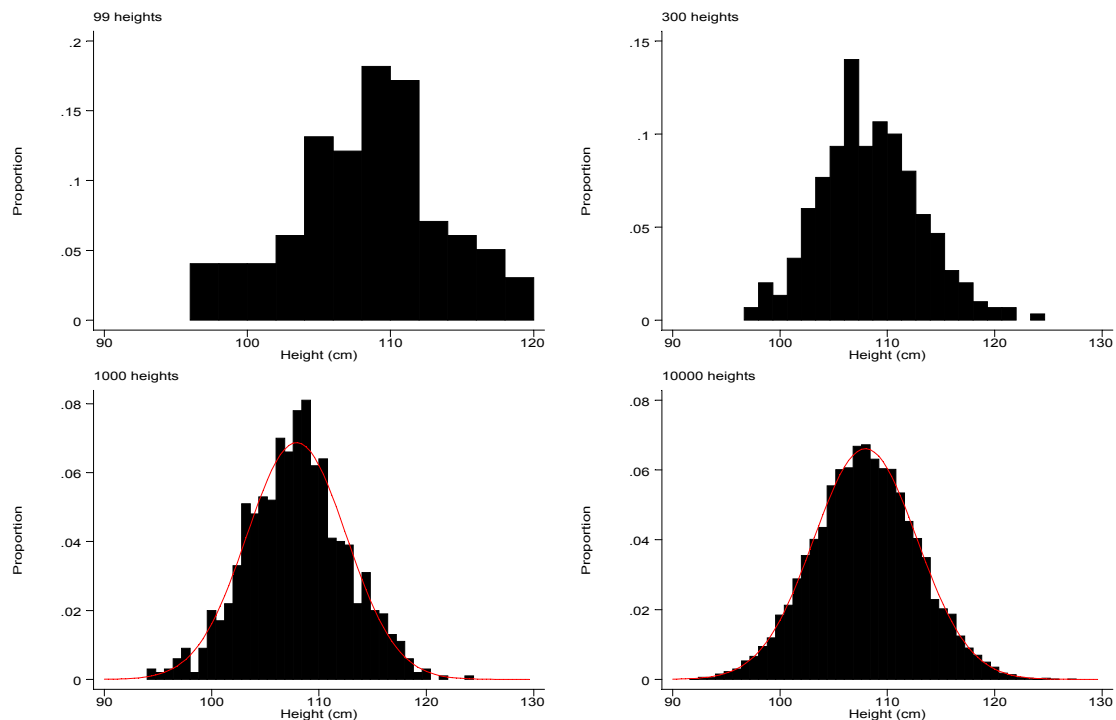 99 heights
.2
.15
.1
.05
0
Proportion
90 100 110 120
Height (cm)
300 heights
.15
.1
.05
0
Proportion
90 100 110 120 130
Height (cm)
1000 heights
.08
.06
.04
.02
0
Proportion
90 100 110 120 130
Height (cm)
10000 heights
.08
.06
.04
.02
0
Proportion
90 100 110 120 130
Height (cm)